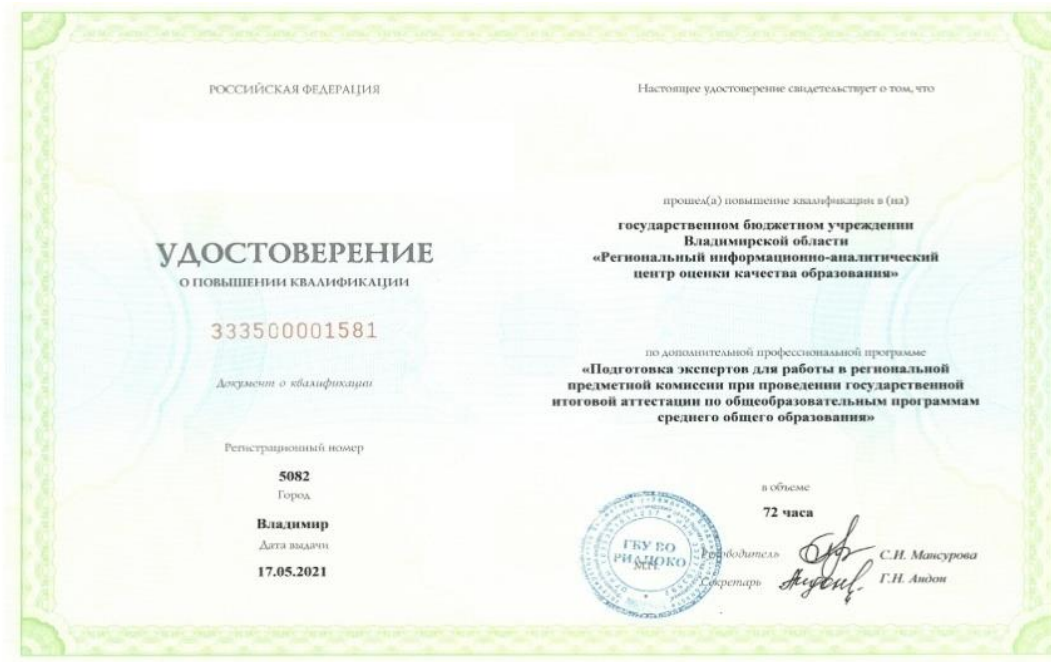 РОССИЙСКАЯ ФЕДЕРАЦИЯ
УДОСТОВЕРЕНИЕ
О ПОВЫШЕНИИ КВАЛИФИКАЦИИ
333500001581
Документ о квалификации
Регистрационный номер
5082
Город
Владимир
Дата выдачи
17.05.2021
Настоящее удостоверение свидетельствует о том, что
прошел(а) повышение квалификации в (на)
государственном бюджетном учреждении
Владимирской области
«Региональный информационно-аналитический
центр оценки качества образования»
по дополнительной профессиональной программе
«Подготовка экспертов для работы в региональной
предметной комиссии при проведении государственной
итоговой аттестации по общеобразовательным программам
среднего общего образования»
в объеме
72 часа
Руководитель С.И. Мансурова
Секретарь Г.Н. Андон
ГБУ ВО
РИАЦОКО
М.П.